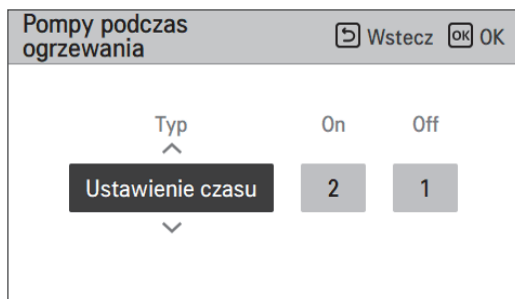 Pompy podczas
ogrzewania
Wstecz OK OK
Typ On Off
Ustawienie czasu 2 1